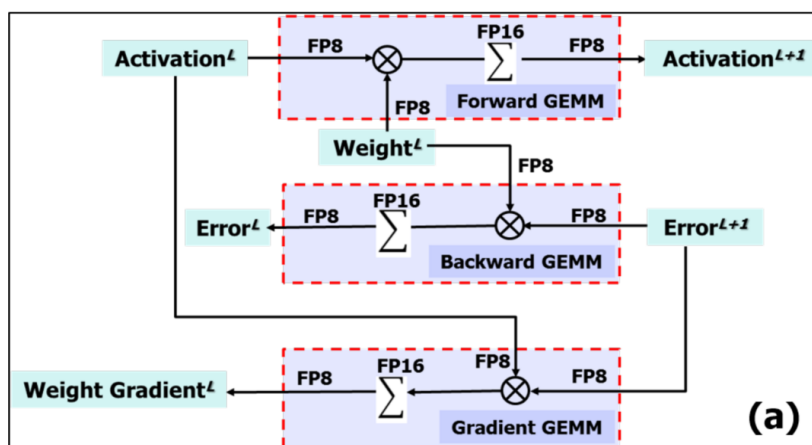 FP16
Activation^L FP8 ∑ FP8 Activation^L+1
FP8 Forward GEMM
Weight^L
FP8
FP16
Error^L FP8 ∑ FP8 Error^L+1
Backward GEMM
FP8
FP16
Weight Gradient^L FP8 ∑ FP8
Gradient GEMM
(a)